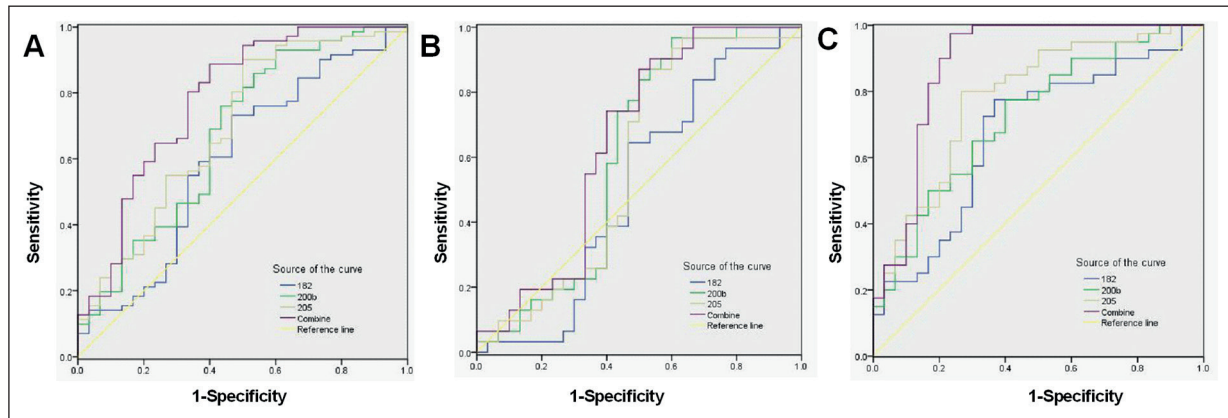 A
1.0
0.8
0.6
0.4
0.2
0.0
Sensitivity
0.0 0.2 0.4 0.6 0.8 1.0
1-Specificity
Source of the curve
182
200b
205
Combine
Reference line
B
1.0
0.8
0.6
0.4
0.2
0.0
Sensitivity
0.0 0.2 0.4 0.6 0.8 1.0
1-Specificity
Source of the curve
182
200b
205
Combine
Reference line
C
1.0
0.8
0.6
0.4
0.2
0.0
Sensitivity
0.0 0.2 0.4 0.6 0.8 1.0
1-Specificity
Source of the curve
182
200b
205
Combine
Reference line